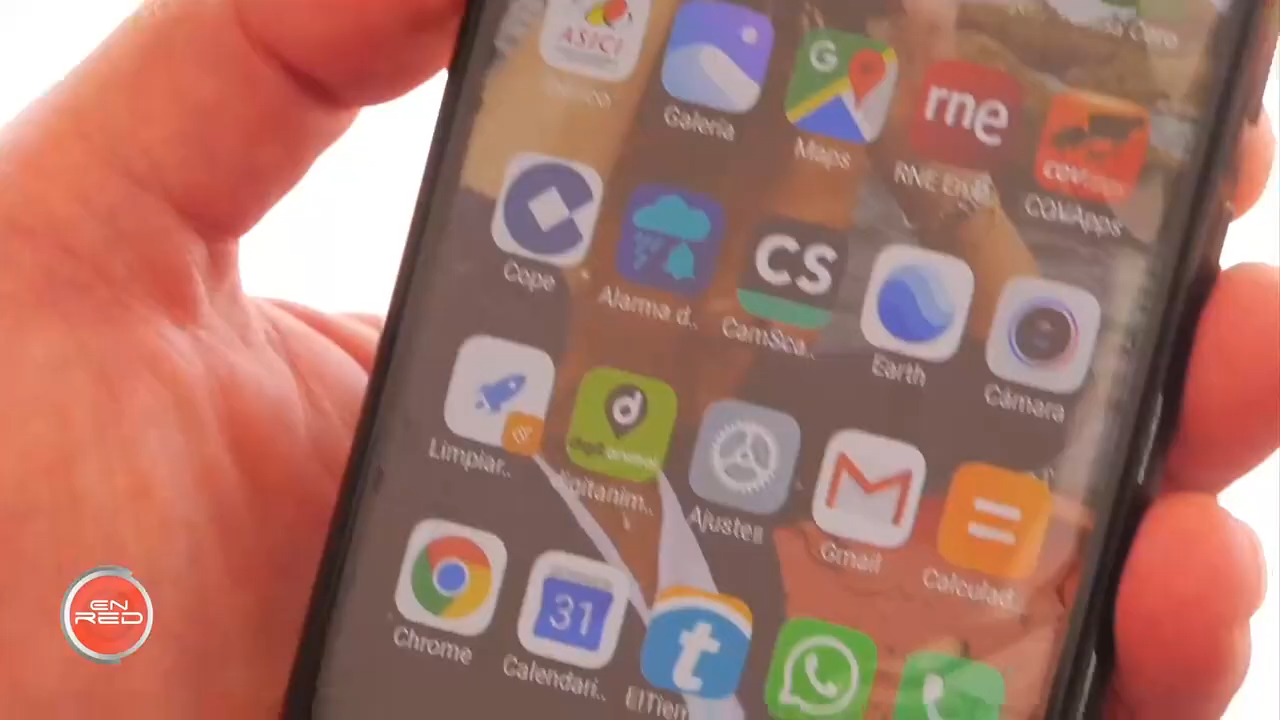 ASICI
Galería
G
Maps
rne
RNE
CQVApps
Cope
Alarma d..
CS
CamSca..
Earth
Cámara
Limpiar..
d
Ajustes
Gmail
Calculad..
Chrome
31
Calendari..
t
ElTiem
EN
RED